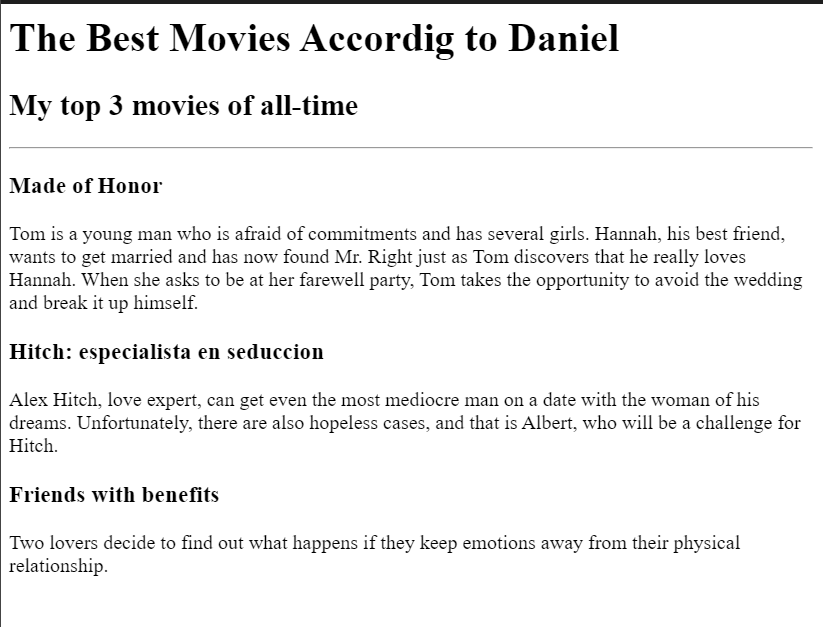 The Best Movies Accordig to Daniel
My top 3 movies of all-time
Made of Honor
Tom is a young man who is afraid of commitments and has several girls. Hannah, his best friend,
wants to get married and has now found Mr. Right just as Tom discovers that he really loves
Hannah. When she asks to be at her farewell party, Tom takes the opportunity to avoid the wedding
and break it up himself.
Hitch: especialista en seduccion
Alex Hitch, love expert, can get even the most mediocre man on a date with the woman of his
dreams. Unfortunately, there are also hopeless cases, and that is Albert, who will be a challenge for
Hitch.
Friends with benefits
Two lovers decide to find out what happens if they keep emotions away from their physical
relationship.